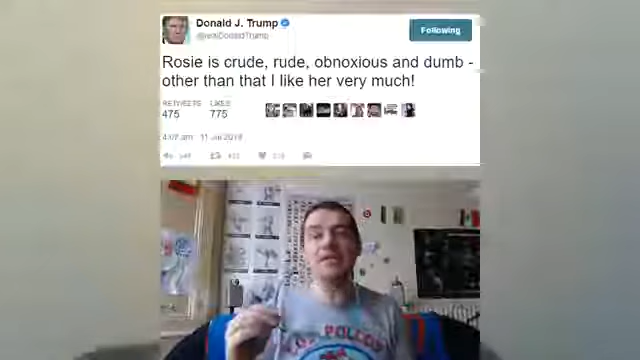 Donald J. Trump
@realDonaldTrump
Following
Rosie is crude, rude, obnoxious and dumb -
other than that I like her very much!
RETWEETS LIKES
475 775